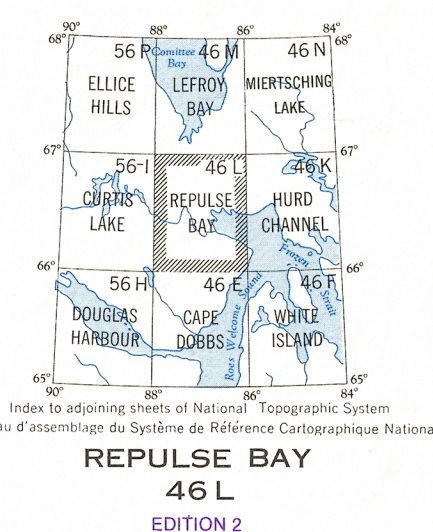 90° 88° 86° 84°
68° 68°
56 P Comittee Bay 46 M 46 N
ELLICE HILLS LEFROY BAY MIERTSCHING LAKE
67° 67°
56-I 46 L 46 K
CURTIS LAKE REPULSE BAY HURD CHANNEL
Frozen Strait
66° 66°
56 H 46 E 46 F
Roes Welcome Sound
DOUGLAS HARBOUR CAPE DOBBS WHITE ISLAND
65° 65°
90° 88° 86° 84°
Index to adjoining sheets of National Topographic System
au d'assemblage du Système de Référence Cartographique Nationa
REPULSE BAY
46 L
EDITION 2